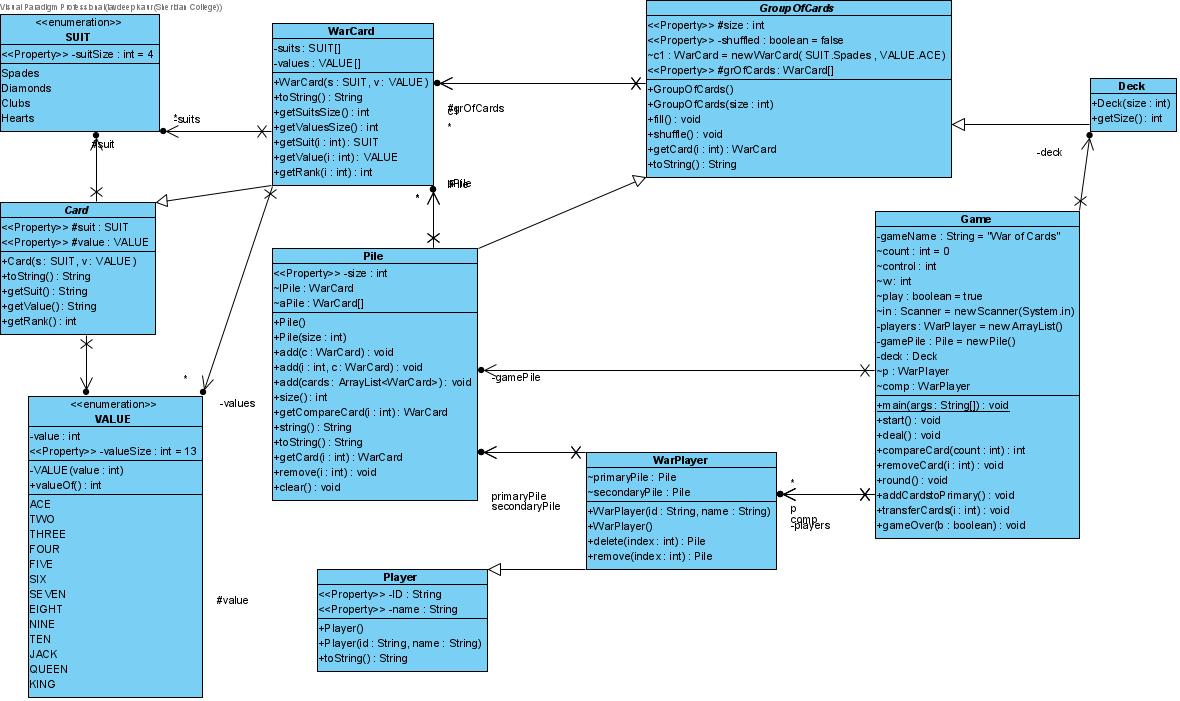 Visual Paradigm Professional(lavdeep kaur(Sheridan College))
<<enumeration>>
SUIT
<<Property>> -suitSize : int = 4
Spades
Diamonds
Clubs
Hearts
WarCard
-suits : SUIT[]
-values : VALUE[]
+WarCard(s : SUIT, v : VALUE)
+toString() : String
+getSuitsSize() : int
+getValuesSize() : int
+getSuit(i : int) : SUIT
+getValue(i : int) : VALUE
+getRank(i : int) : int
GroupOfCards
<<Property>> #size : int
<<Property>> -shuffled : boolean = false
~c1 : WarCard = new WarCard( SUIT.Spades , VALUE.ACE)
<<Property>> #grOfCards : WarCard[]
+GroupOfCards()
+GroupOfCards(size : int)
+fill() : void
+shuffle() : void
+getCard(i : int) : WarCard
+toString() : String
Deck
+Deck(size : int)
+getSize() : int
*
-suits
#suit
#grOfCards
c1
*
-deck
*
aPile
lPile
Card
<<Property>> #suit : SUIT
<<Property>> #value : VALUE
+Card(s : SUIT, v : VALUE)
+toString() : String
+getSuit() : String
+getValue() : String
+getRank() : int
Pile
<<Property>> -size : int
~lPile : WarCard
~aPile : WarCard[]
+Pile()
+Pile(size : int)
+add(c : WarCard) : void
+add(i : int, c : WarCard) : void
+add(cards : ArrayList<WarCard>) : void
+size() : int
+getCompareCard(i : int) : WarCard
+string() : String
+toString() : String
+getCard(i : int) : WarCard
+remove(i : int) : void
+clear() : void
Game
-gameName : String = "War of Cards"
~count : int = 0
~control : int
~w : int
~play : boolean = true
~in : Scanner = new Scanner(System.in)
-players : WarPlayer = new ArrayList()
-gamePile : Pile = new Pile()
-deck : Deck
~p : WarPlayer
~comp : WarPlayer
+main(args : String[]) : void
+start() : void
+deal() : void
+compareCard(count : int) : int
+removeCard(i : int) : void
+round() : void
+addCardstoPrimary() : void
+transferCards(i : int) : void
+gameOver(b : boolean) : void
-gamePile
*
-values
<<enumeration>>
VALUE
-value : int
<<Property>> -valueSize : int = 13
-VALUE(value : int)
+valueOf() : int
ACE
TWO
THREE
FOUR
FIVE
SIX
SEVEN
EIGHT
NINE
TEN
JACK
QUEEN
KING
#value
primaryPile
secondaryPile
WarPlayer
~primaryPile : Pile
~secondaryPile : Pile
+WarPlayer(id : String, name : String)
+WarPlayer()
+delete(index : int) : Pile
+remove(index : int) : Pile
*
p
comp
-players
Player
<<Property>> -ID : String
<<Property>> -name : String
+Player()
+Player(id : String, name : String)
+toString() : String